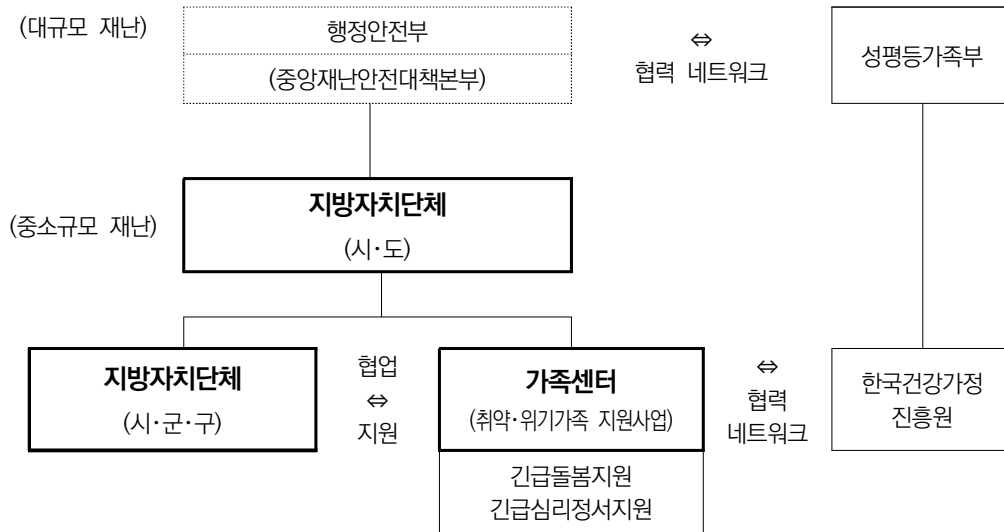 (대규모 재난)
행정안전부
(중앙재난안전대책본부)
⇔
협력 네트워크
성평등가족부
(중소규모 재난)
지방자치단체
(시·도)
지방자치단체
(시·군·구)
협업
⇔
지원
가족센터
(취약·위기가족 지원사업)
긴급돌봄지원
긴급심리정서지원
⇔
협력
네트워크
한국건강가정
진흥원